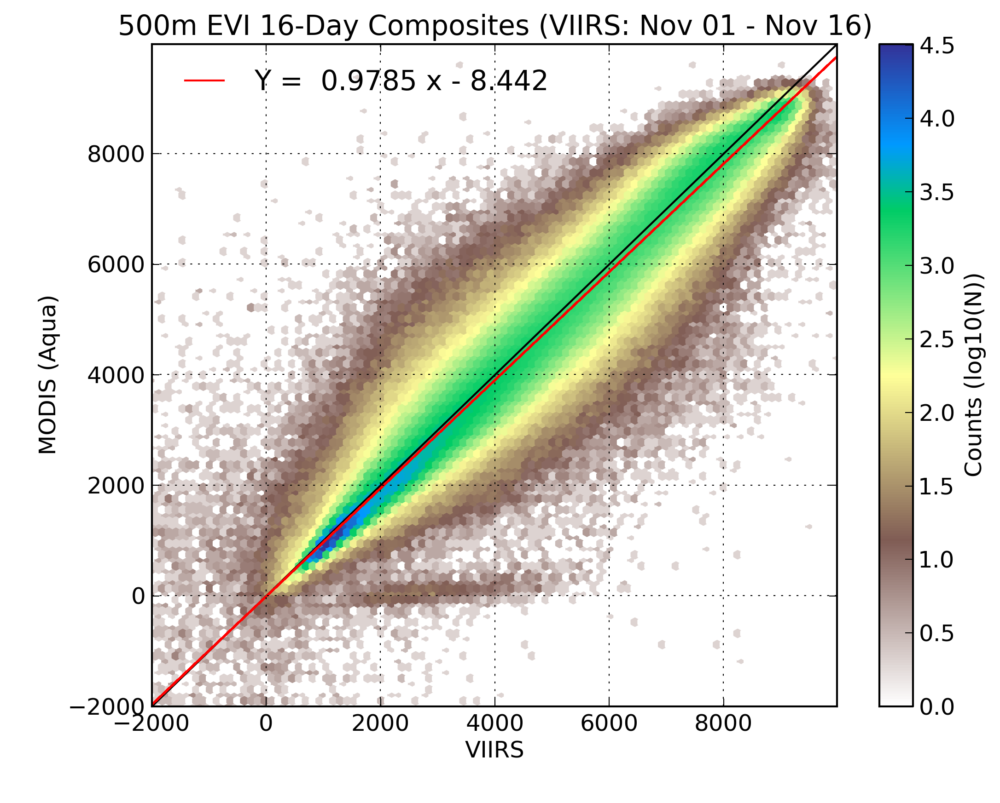 500m EVI 16-Day Composites (VIIRS: Nov 01 - Nov 16)
Y =  0.9785 x - 8.442
MODIS (Aqua)
8000
6000
4000
2000
0
−2000
−2000 0 2000 4000 6000 8000
VIIRS
4.5
4.0
3.5
3.0
2.5
2.0
1.5
1.0
0.5
0.0
Counts (log10(N))